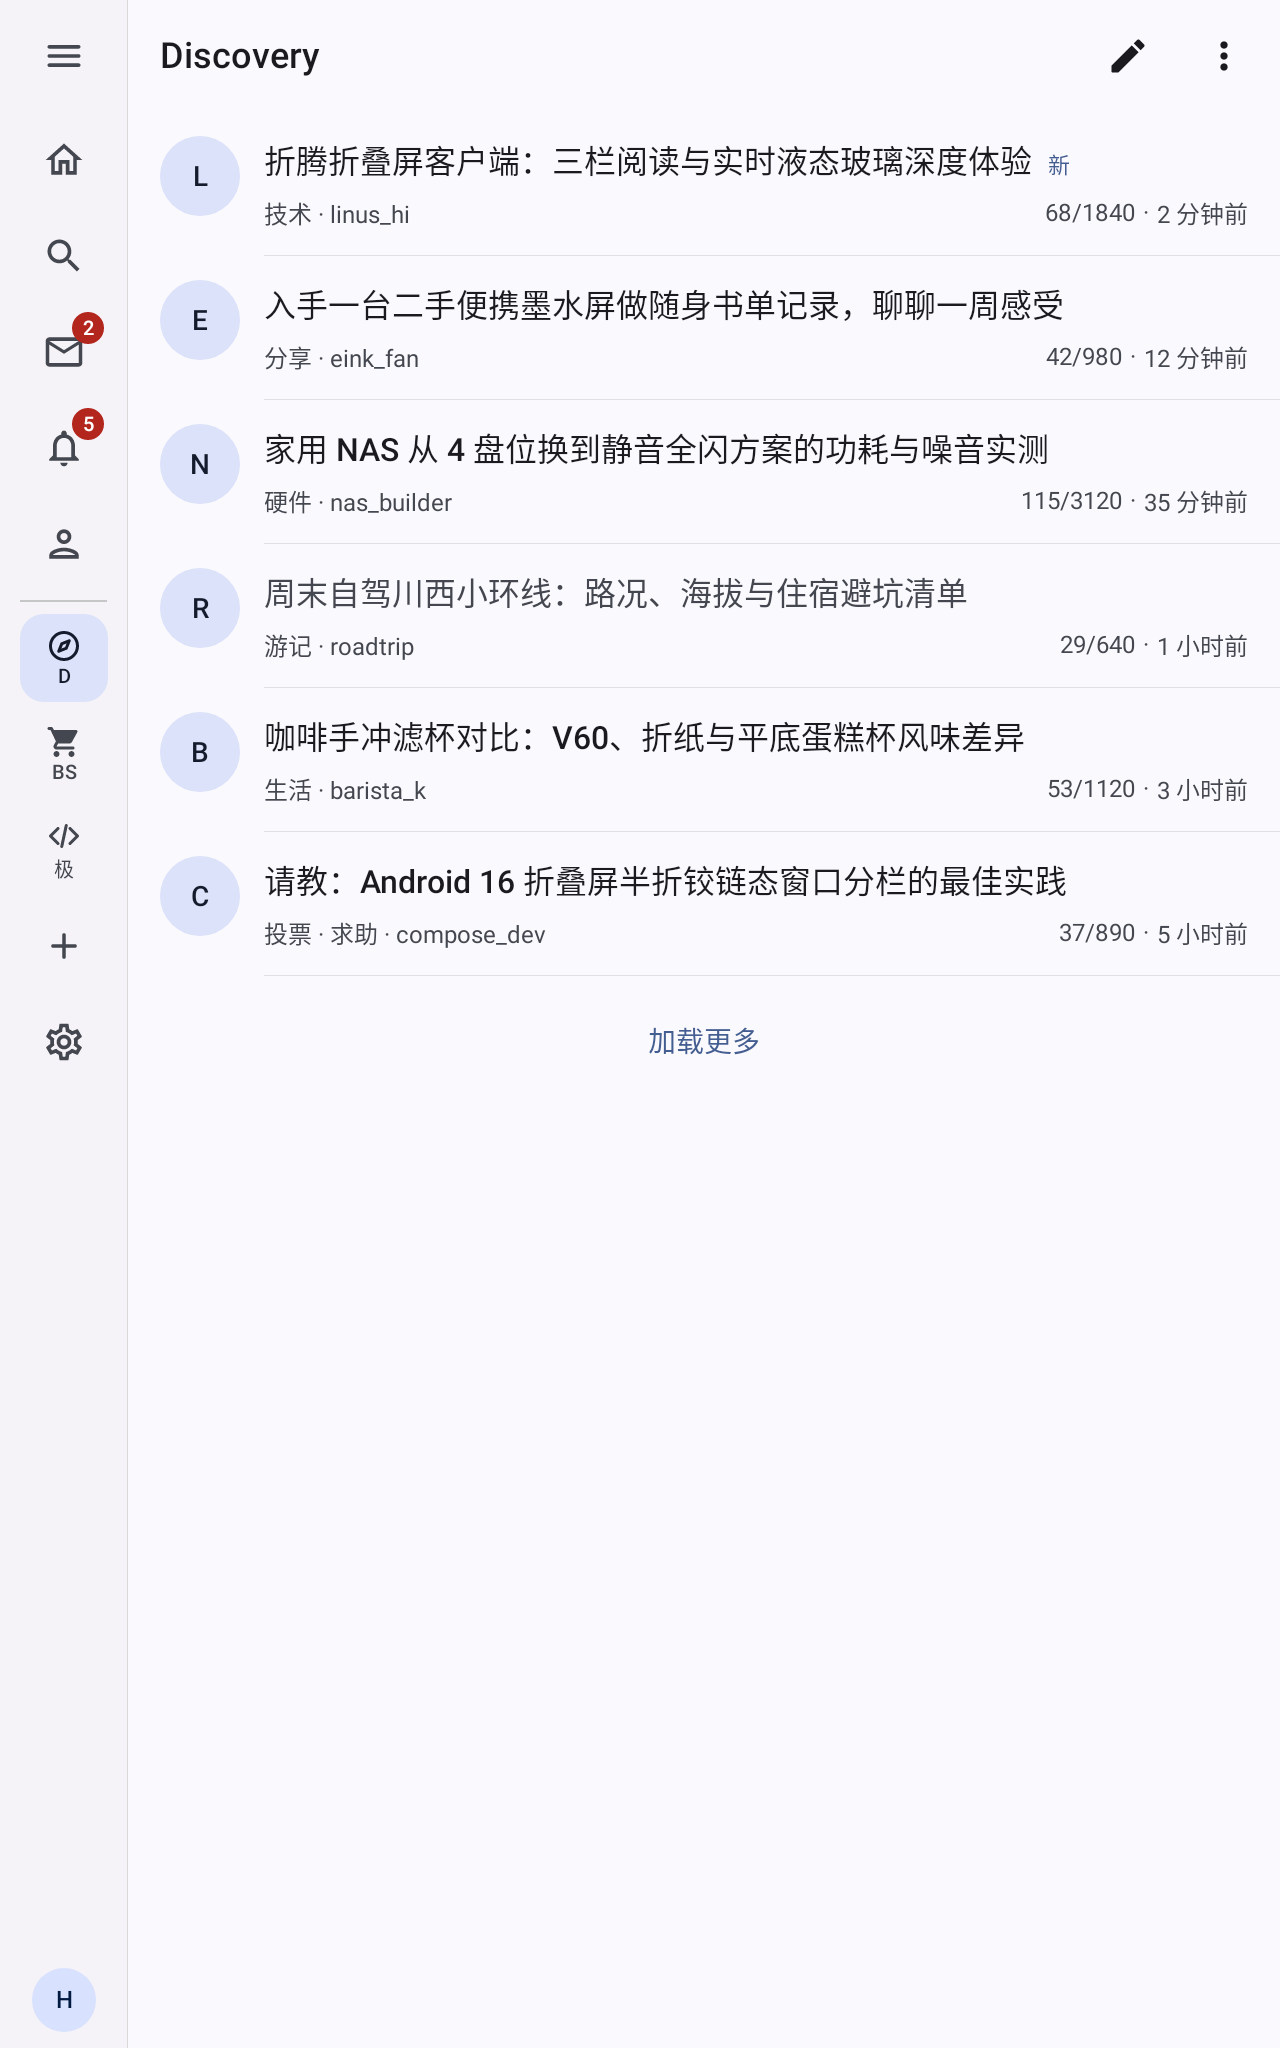 Discovery
L
折腾折叠屏客户端：三栏阅读与实时液态玻璃深度体验 新
技术 · linus_hi 68/1840 · 2 分钟前
E
入手一台二手便携墨水屏做随身书单记录，聊聊一周感受
分享 · eink_fan 42/980 · 12 分钟前
2
5
N
家用 NAS 从 4 盘位换到静音全闪方案的功耗与噪音实测
硬件 · nas_builder 115/3120 · 35 分钟前
R
周末自驾川西小环线：路况、海拔与住宿避坑清单
游记 · roadtrip 29/640 · 1 小时前
D
B
咖啡手冲滤杯对比：V60、折纸与平底蛋糕杯风味差异
生活 · barista_k 53/1120 · 3 小时前
BS
极
C
请教：Android 16 折叠屏半折铰链态窗口分栏的最佳实践
投票 · 求助 · compose_dev 37/890 · 5 小时前
加载更多
H